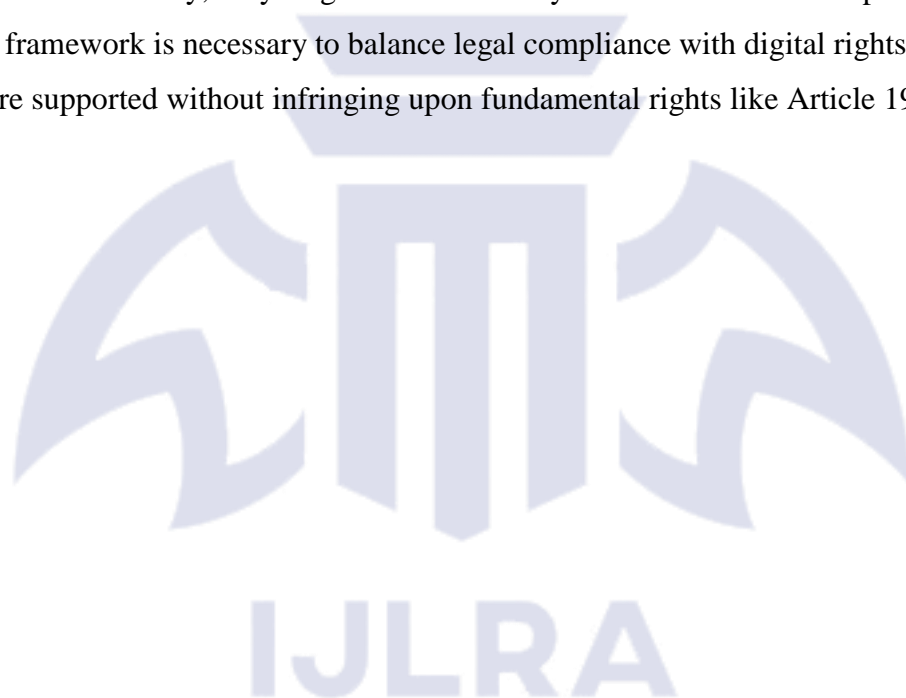 framework is necessary to balance legal compliance with digital rights
re supported without infringing upon fundamental rights like Article 19
IJLRA